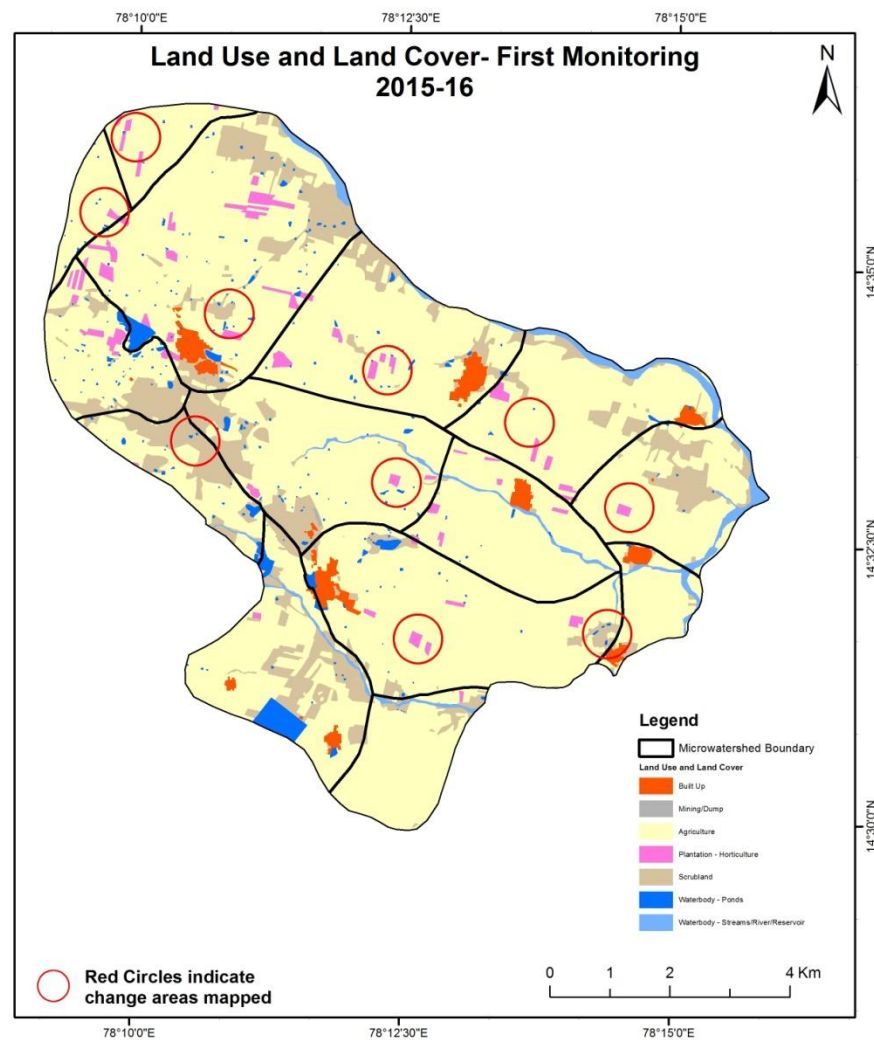 78°10'0"E 78°12'30"E 78°15'0"E
Land Use and Land Cover- First Monitoring
2015-16
N
14°35'0"N
14°32'30"N
14°30'0"N
Legend
Microwatershed Boundary
Land Use and Land Cover
Built Up
Mining/Dump
Agriculture
Plantation - Horticulture
Scrubland
Waterbody - Ponds
Waterbody - Streams/River/Reservoir
Red Circles indicate
change areas mapped
0 1 2 4 Km
78°10'0"E 78°12'30"E 78°15'0"E